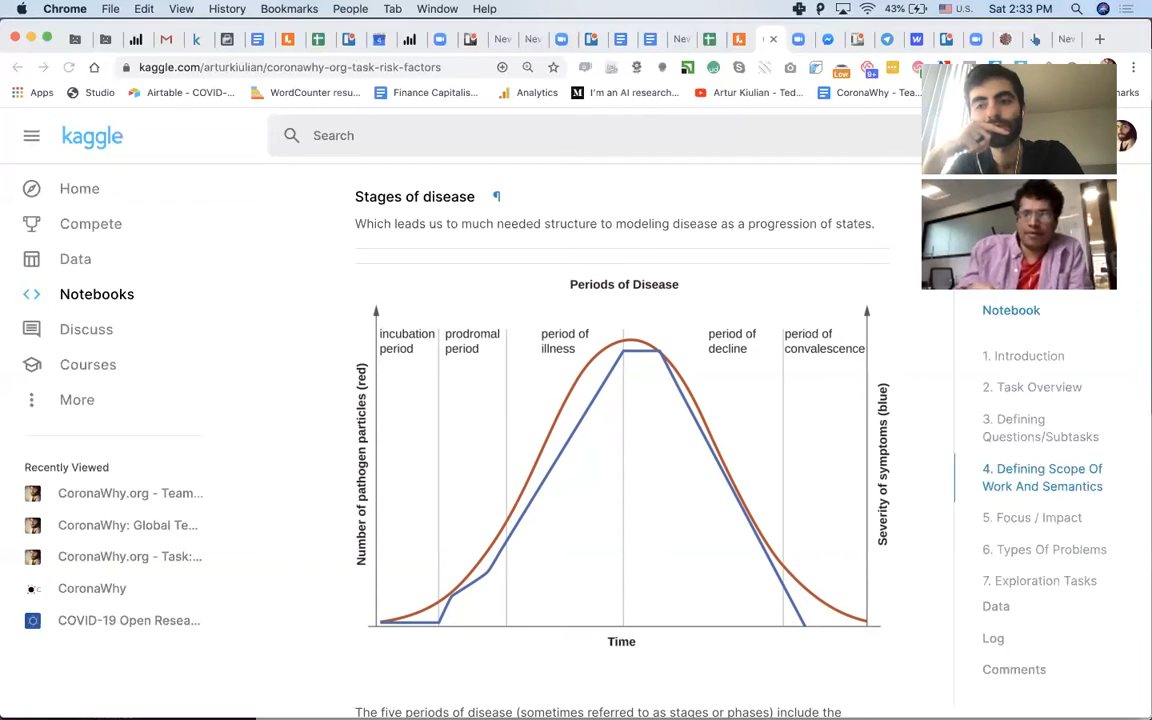 Chrome File Edit View History Bookmarks People Tab Window Help 43% U.S. Sat 2:33 PM
Nev Nev Nev Nev
kaggle.com/arturkiulian/coronawhy-org-task-risk-factors Low 9+
Apps Studio Airtable - COVID-... WordCounter resu... Finance Capitalis... Analytics I'm an AI research... Artur Kiulian - Ted... CoronaWhy - Tea... marks
kaggle
Search
Home
Compete
Data
Notebooks
Discuss
Courses
More
Recently Viewed
CoronaWhy.org - Team...
CoronaWhy: Global Te...
CoronaWhy.org - Task:...
CoronaWhy
COVID-19 Open Resea...
Stages of disease ¶
Which leads us to much needed structure to modeling disease as a progression of states.
Periods of Disease
incubation period
prodromal period
period of illness
period of decline
period of convalescence
Number of pathogen particles (red)
Severity of symptoms (blue)
Time
The five periods of disease (sometimes referred to as stages or phases) include the
Notebook
1. Introduction
2. Task Overview
3. Defining
Questions/Subtasks
4. Defining Scope Of
Work And Semantics
5. Focus / Impact
6. Types Of Problems
7. Exploration Tasks
Data
Log
Comments